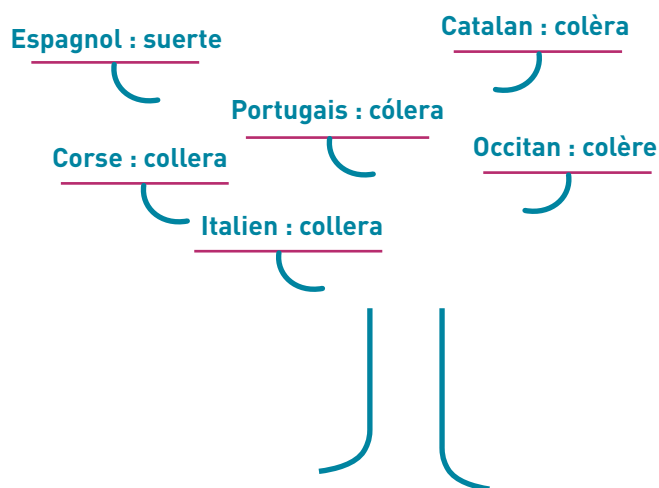 Espagnol : suerte
Catalan : colèra
Portugais : cólera
Corse : collera
Occitan : colère
Italien : collera